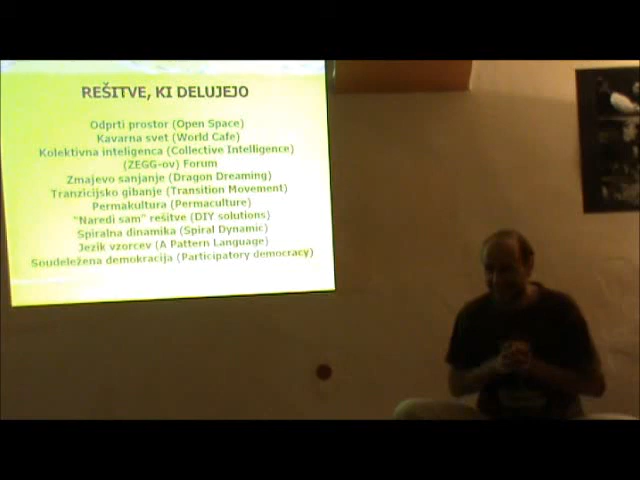 REŠITVE, KI DELUJEJO
Odprti prostor (Open Space)
Kavarna svet (World Cafe)
Kolektivna inteligenca (Collective Intelligence)
(ZEGG-ov) Forum
Zmajevo sanjanje (Dragon Dreaming)
Tranzicijsko gibanje (Transition Movement)
Permakultura (Permaculture)
"Naredi sam" rešitve (DIY solutions)
Spiralna dinamika (Spiral Dynamic)
Jezik vzorcev (A Pattern Language)
Soudeležena demokracija (Participatory democracy)